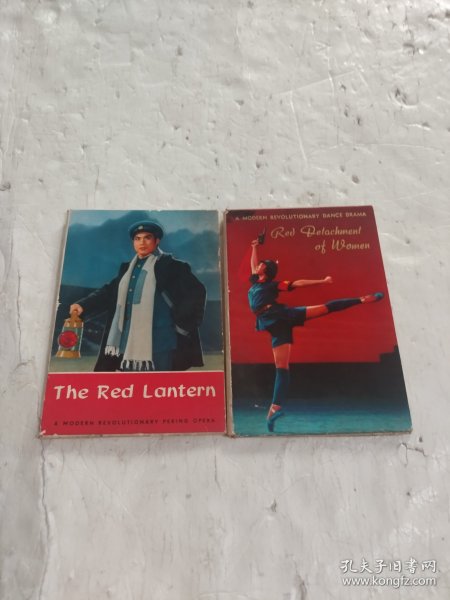 The Red Lantern
A MODERN REVOLUTIONARY PEKING OPERA
A MODERN REVOLUTIONARY DANCE DRAMA
Red Detachment
of Women
孔夫子旧书网
www.kongfz.com